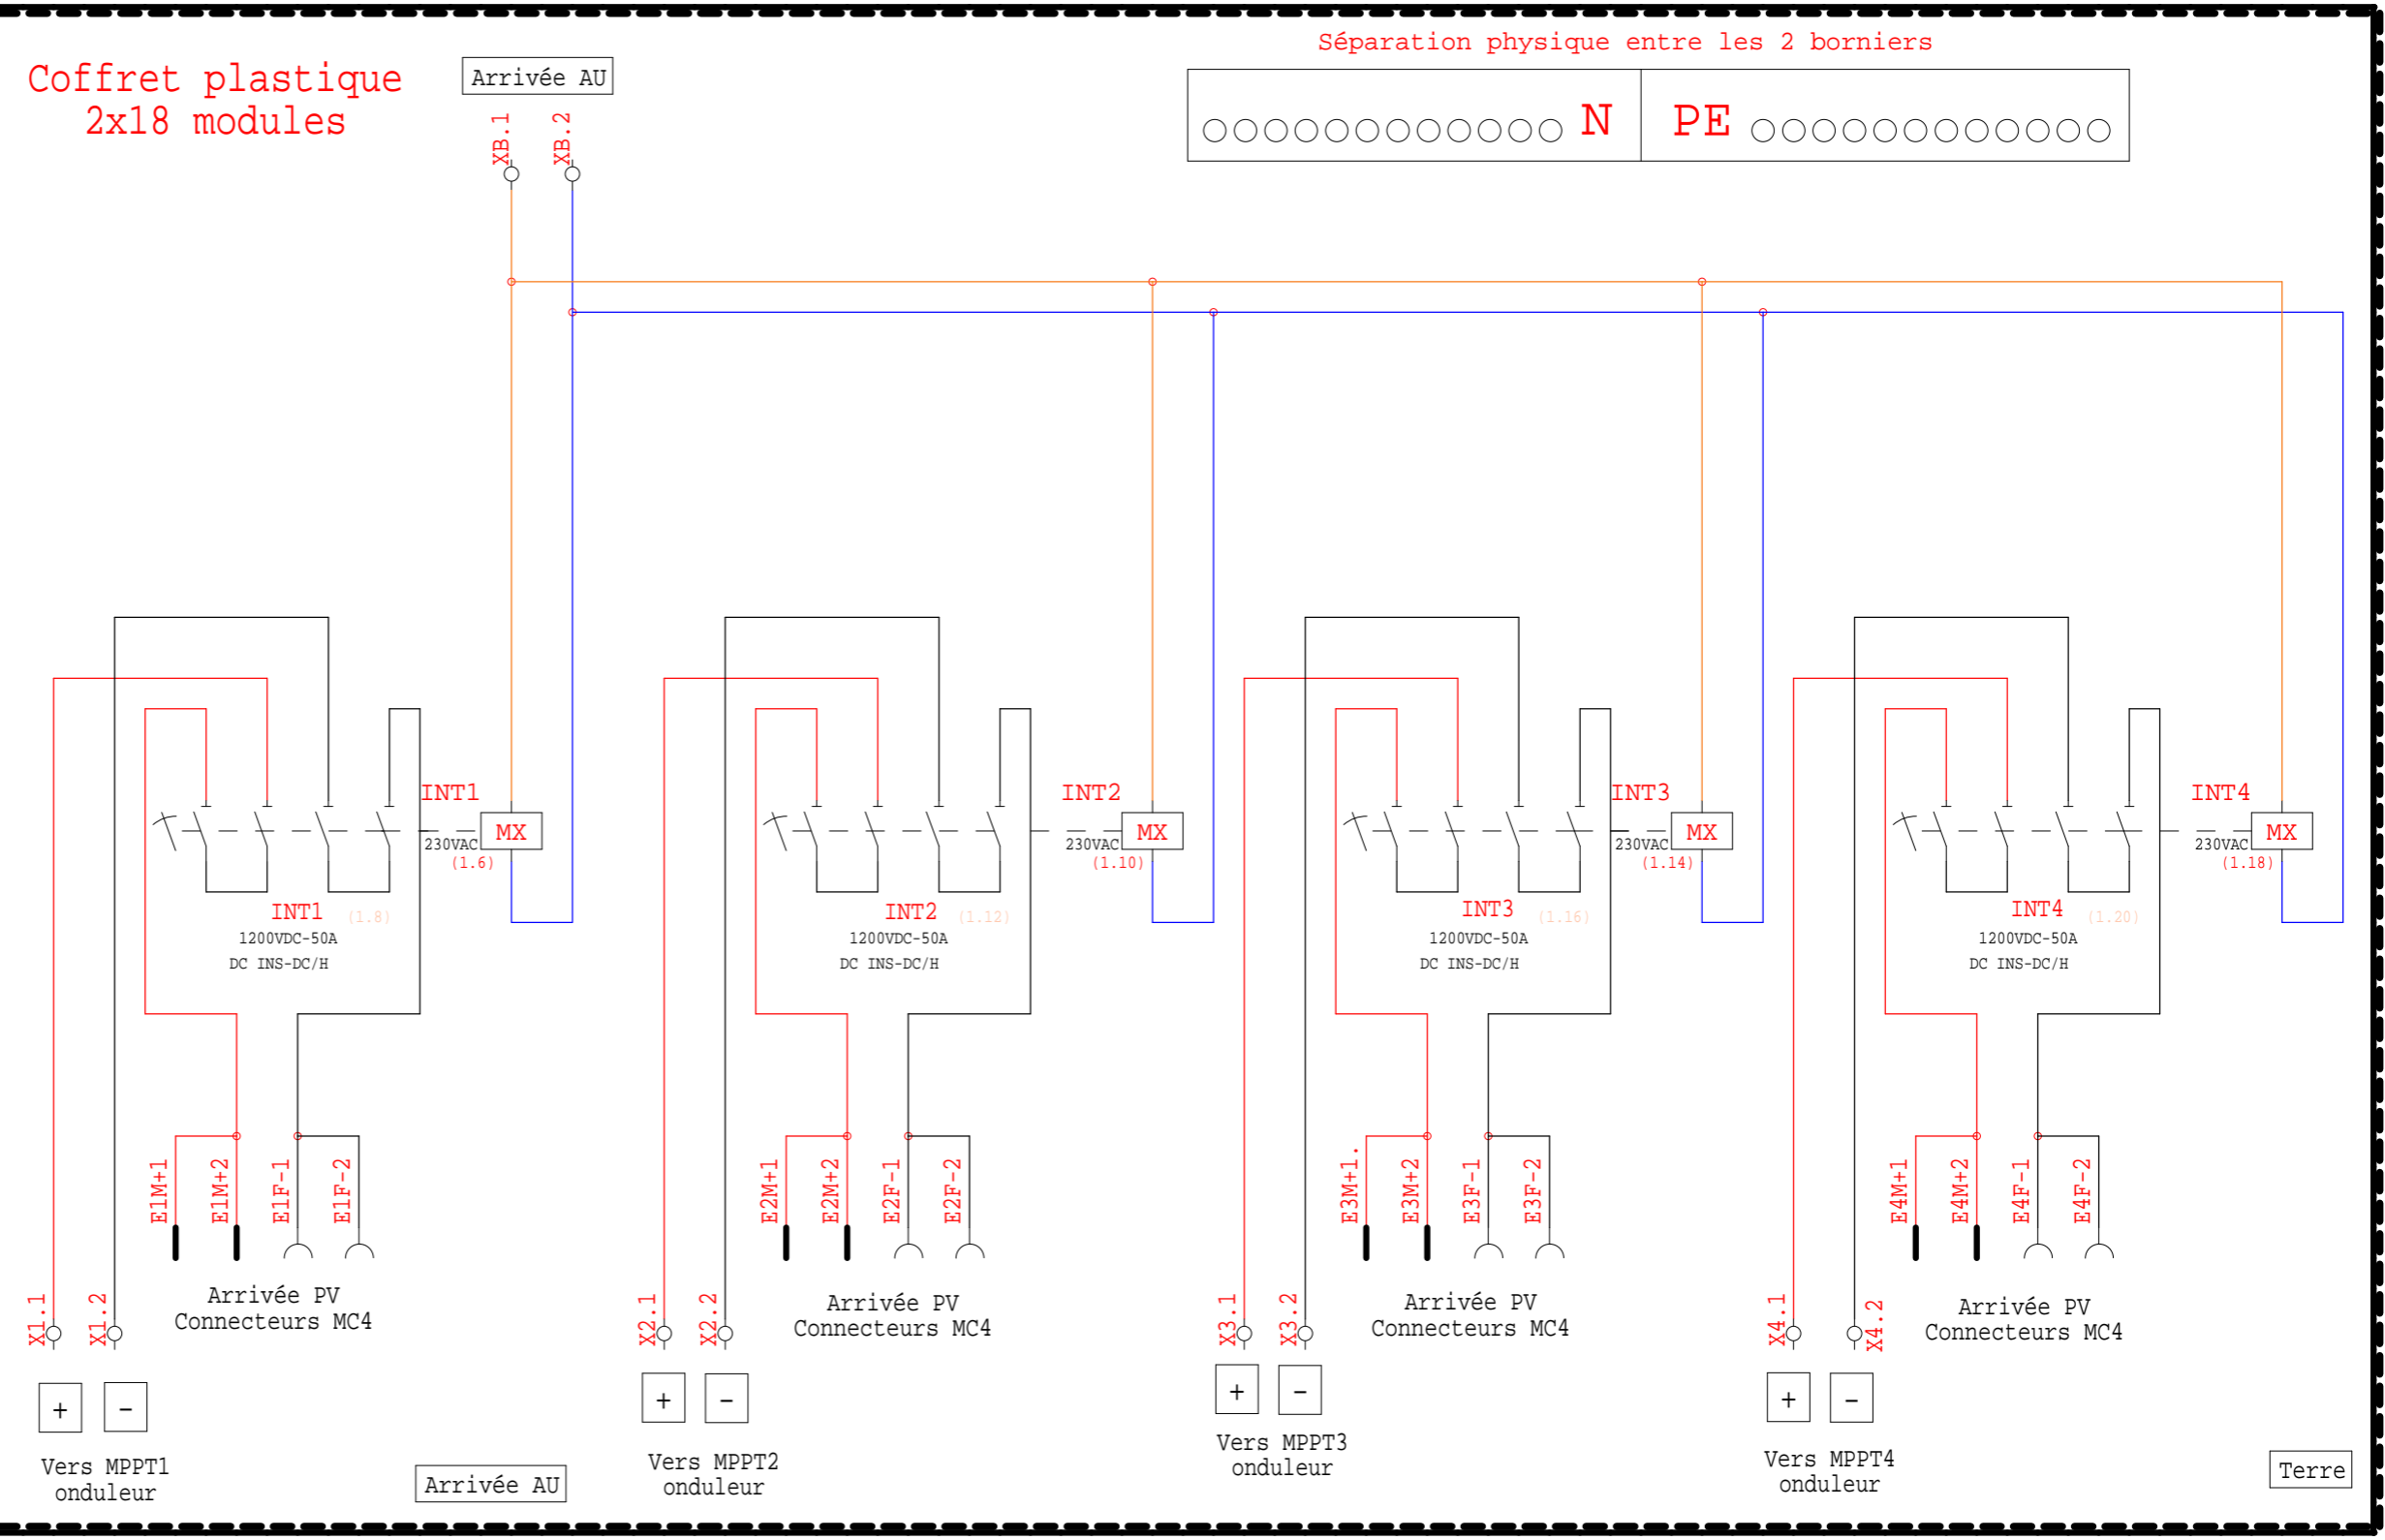 Séparation physique entre les 2 borniers
Coffret plastique
2x18 modules
Arrivée AU
XB.1
XB.2
N
PE
INT1
MX
230VAC
(1.6)
INT1
(1.8)
1200VDC-50A
DC INS-DC/H
INT2
MX
230VAC
(1.10)
INT2
(1.12)
1200VDC-50A
DC INS-DC/H
INT3
MX
230VAC
(1.14)
INT3
(1.16)
1200VDC-50A
DC INS-DC/H
INT4
MX
230VAC
(1.18)
INT4
(1.20)
1200VDC-50A
DC INS-DC/H
E1M+1
E1M+2
E1F-1
E1F-2
E2M+1
E2M+2
E2F-1
E2F-2
E3M+1.
E3M+2
E3F-1
E3F-2
E4M+1
E4M+2
E4F-1
E4F-2
Arrivée PV
Connecteurs MC4
Arrivée PV
Connecteurs MC4
Arrivée PV
Connecteurs MC4
Arrivée PV
Connecteurs MC4
X1.1
X1.2
X2.1
X2.2
X3.1
X3.2
X4.1
X4.2
+
-
+
-
+
-
+
-
Vers MPPT1
onduleur
Arrivée AU
Vers MPPT2
onduleur
Vers MPPT3
onduleur
Vers MPPT4
onduleur
Terre